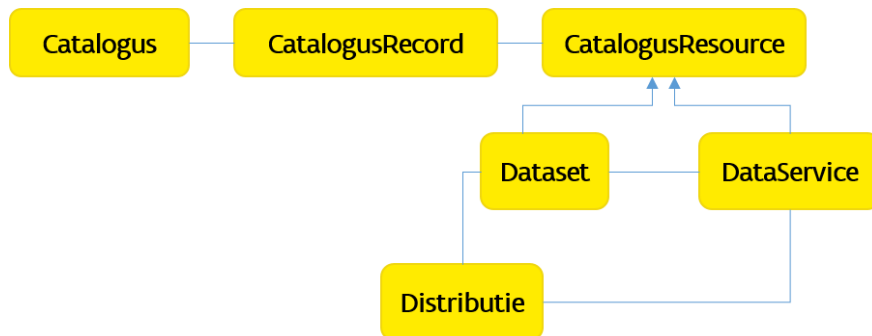 Catalogus
CatalogusRecord
CatalogusResource
Dataset
DataService
Distributie